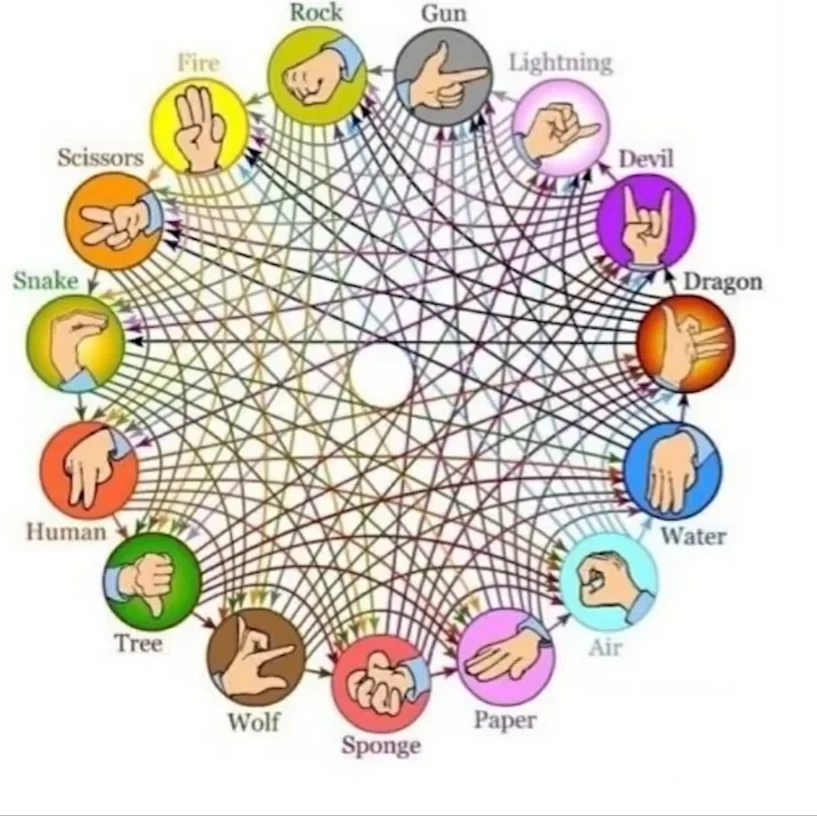 Rock
Gun
Fire
Lightning
Scissors
Devil
Snake
Dragon
Human
Water
Tree
Air
Wolf
Paper
Sponge